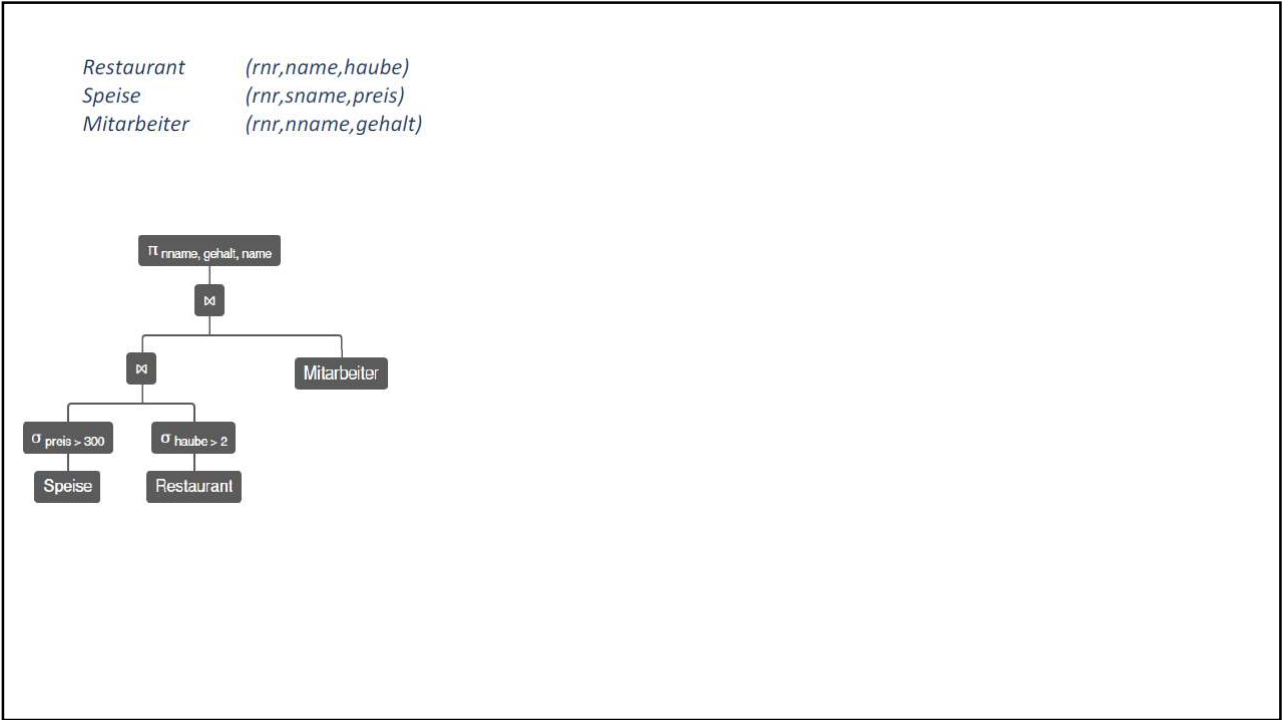 Restaurant (rnr,name,haube)
Speise (rnr,sname,preis)
Mitarbeiter (rnr,nname,gehalt)
π nname, gehalt, name
⋈
⋈
Mitarbeiter
σ preis > 300
σ haube > 2
Speise
Restaurant